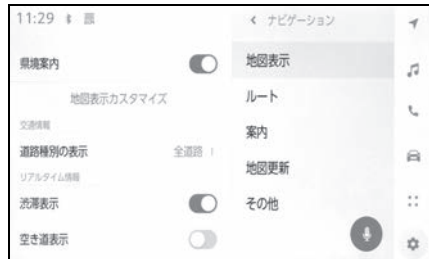 11:29
県境案内
地図表示カスタマイズ
交通情報
道路種別の表示 全道路
リアルタイム情報
渋滞表示
空き道表示
ナビゲーション
地図表示
ルート
案内
地図更新
その他